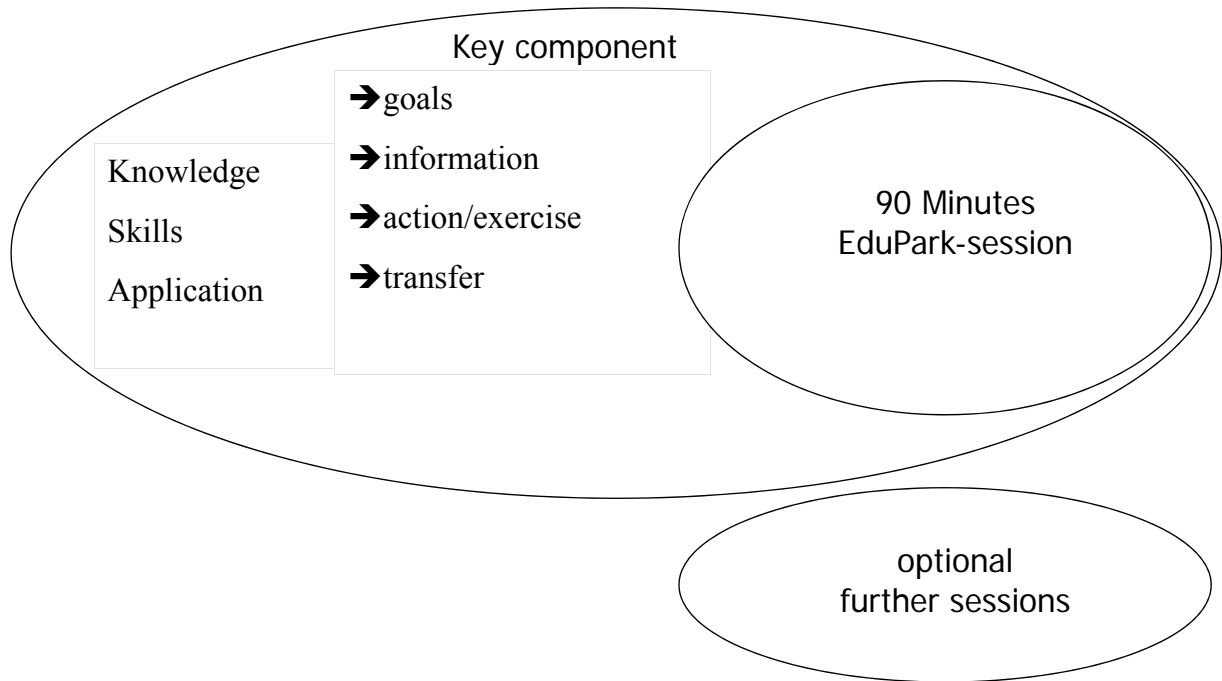 Key component
➔goals
➔information
➔action/exercise
➔transfer
Knowledge
Skills
Application
90 Minutes
EduPark-session
optional
further sessions